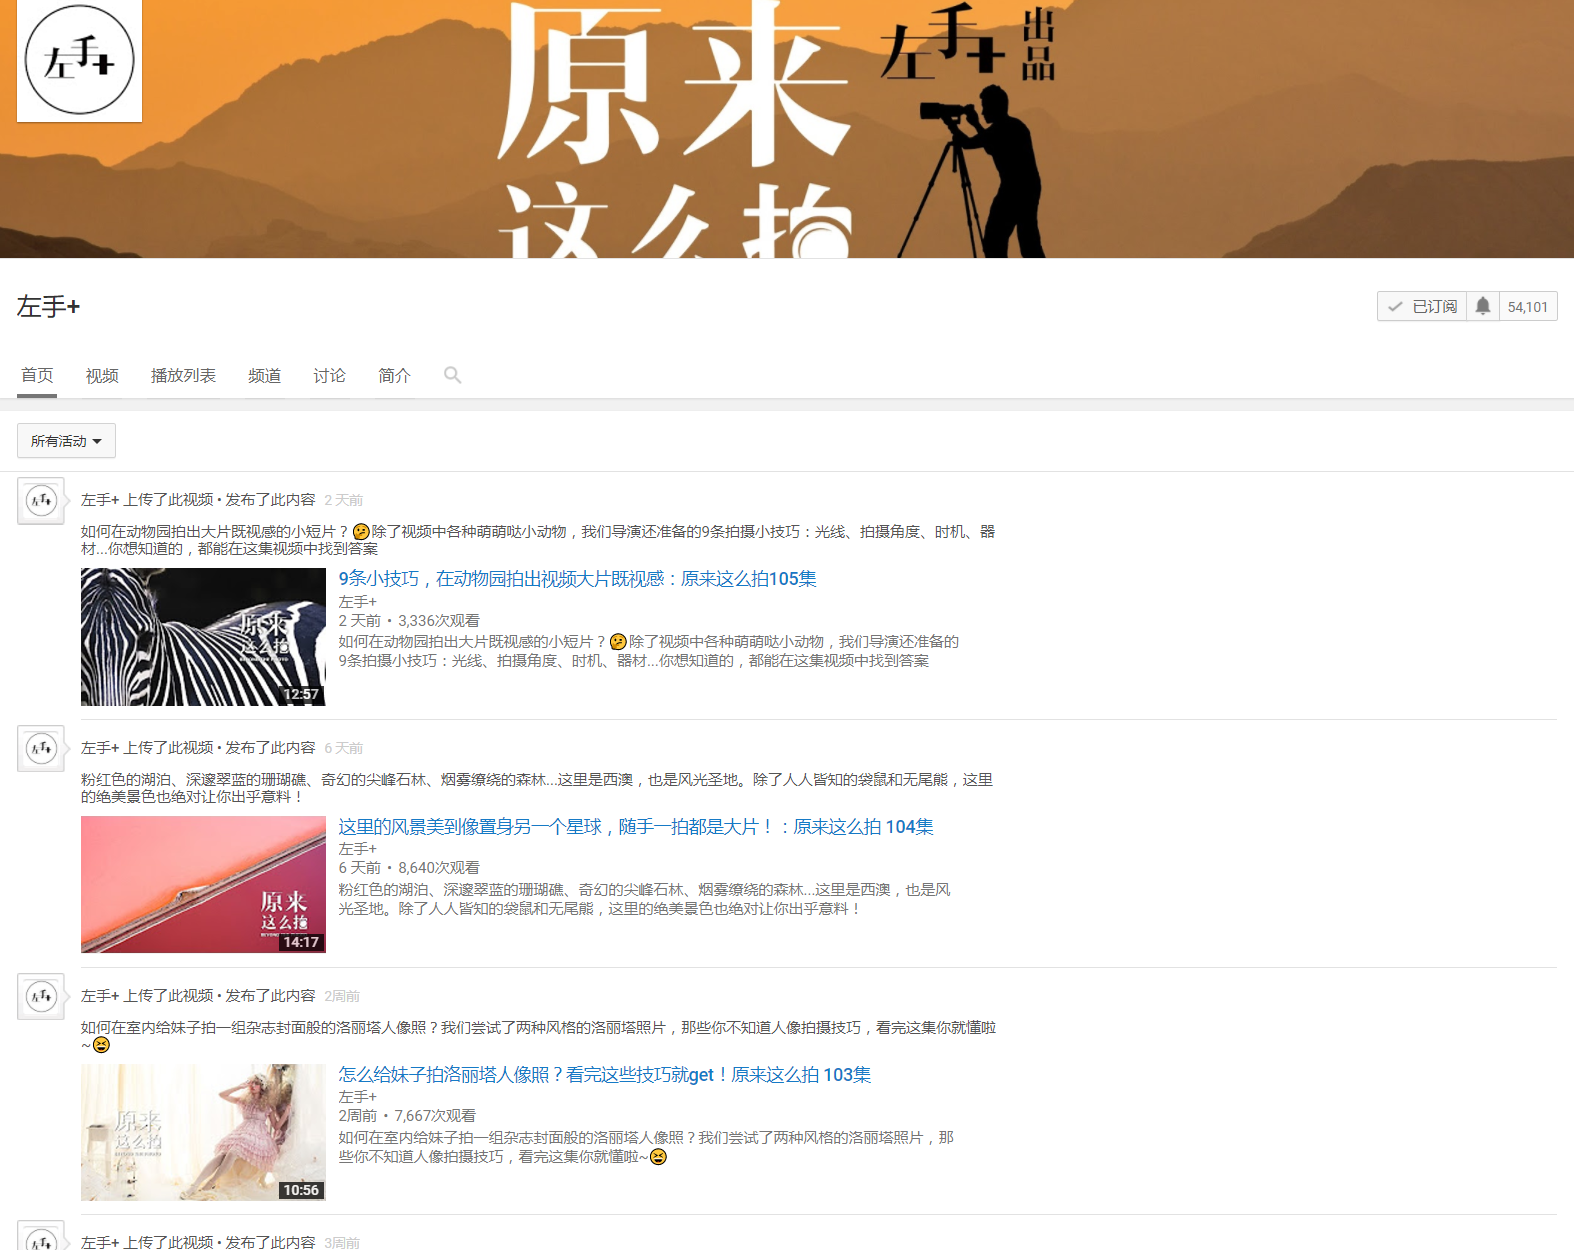 左手+
原来
左手+
出品
这么拍
左手+
已订阅
54,101
首页 视频 播放列表 频道 讨论 简介
所有活动
左手+
左手+ 上传了此视频 • 发布了此内容 2 天前
如何在动物园拍出大片既视感的小短片？🤔除了视频中各种萌萌哒小动物，我们导演还准备的9条拍摄小技巧：光线、拍摄角度、时机、器
材...你想知道的，都能在这集视频中找到答案
原来
这么拍
12:57
9条小技巧，在动物园拍出视频大片既视感：原来这么拍105集
左手+
2 天前 • 3,336次观看
如何在动物园拍出大片既视感的小短片？🤔除了视频中各种萌萌哒小动物，我们导演还准备的
9条拍摄小技巧：光线、拍摄角度、时机、器材...你想知道的，都能在这集视频中找到答案
左手+
左手+ 上传了此视频 • 发布了此内容 6 天前
粉红色的湖泊、深邃翠蓝的珊瑚礁、奇幻的尖峰石林、烟雾缭绕的森林...这里是西澳，也是风光圣地。除了人人皆知的袋鼠和无尾熊，这里
的绝美景色也绝对让你出乎意料！
原来
这么拍
14:17
这里的风景美到像置身另一个星球，随手一拍都是大片！：原来这么拍 104集
左手+
6 天前 • 8,640次观看
粉红色的湖泊、深邃翠蓝的珊瑚礁、奇幻的尖峰石林、烟雾缭绕的森林...这里是西澳，也是风
光圣地。除了人人皆知的袋鼠和无尾熊，这里的绝美景色也绝对让你出乎意料！
左手+
左手+ 上传了此视频 • 发布了此内容 2周前
如何在室内给妹子拍一组杂志封面般的洛丽塔人像照？我们尝试了两种风格的洛丽塔照片，那些你不知道人像拍摄技巧，看完这集你就懂啦
~😆
原来
这么拍
10:56
怎么给妹子拍洛丽塔人像照？看完这些技巧就get！原来这么拍 103集
左手+
2周前 • 7,667次观看
如何在室内给妹子拍一组杂志封面般的洛丽塔人像照？我们尝试了两种风格的洛丽塔照片，那
些你不知道人像拍摄技巧，看完这集你就懂啦~😆
左手+
左手+ 上传了此视频 • 发布了此内容 3周前